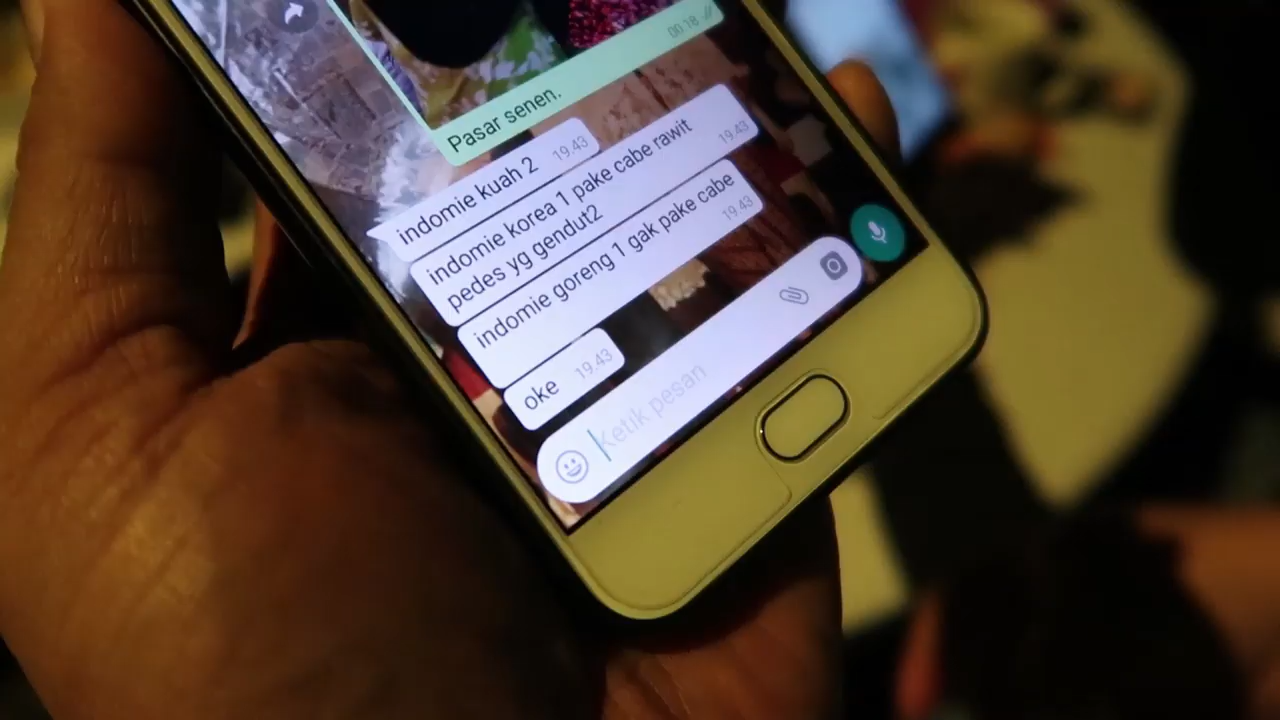 00.18
Pasar senen.
indomie kuah 2
19.43
indomie korea 1 pake cabe rawit
pedes yg gendut2
19.43
indomie goreng 1 gak pake cabe
19.43
oke
19.43
Ketik pesan